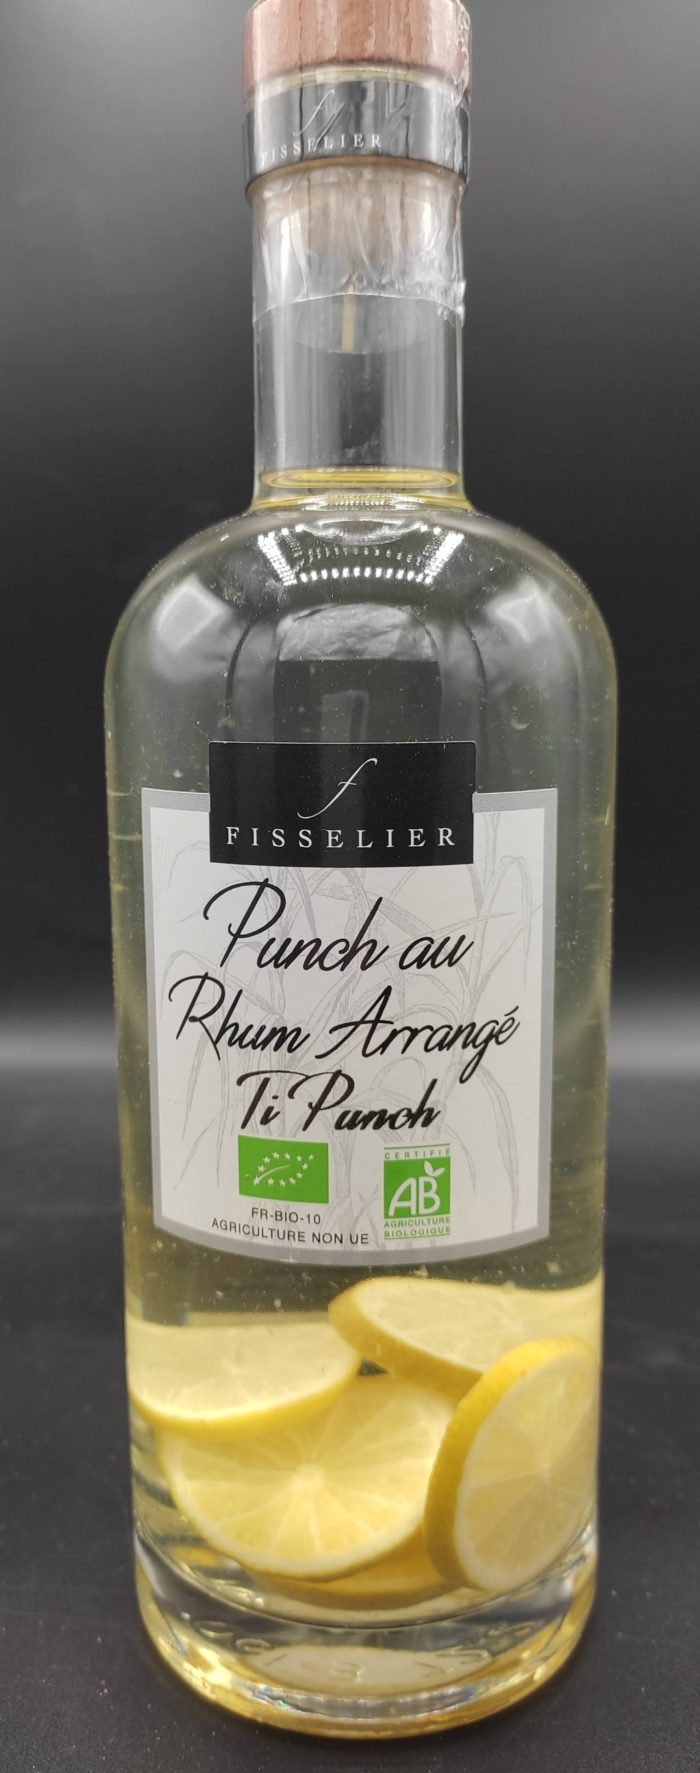 f
FISSELIER
f
FISSELIER
Punch au
Rhum Arrangé
Ti Punch
FR-BIO-10
AGRICULTURE NON UE
CERTIFIÉ
AB
AGRICULTURE
BIOLOGIQUE